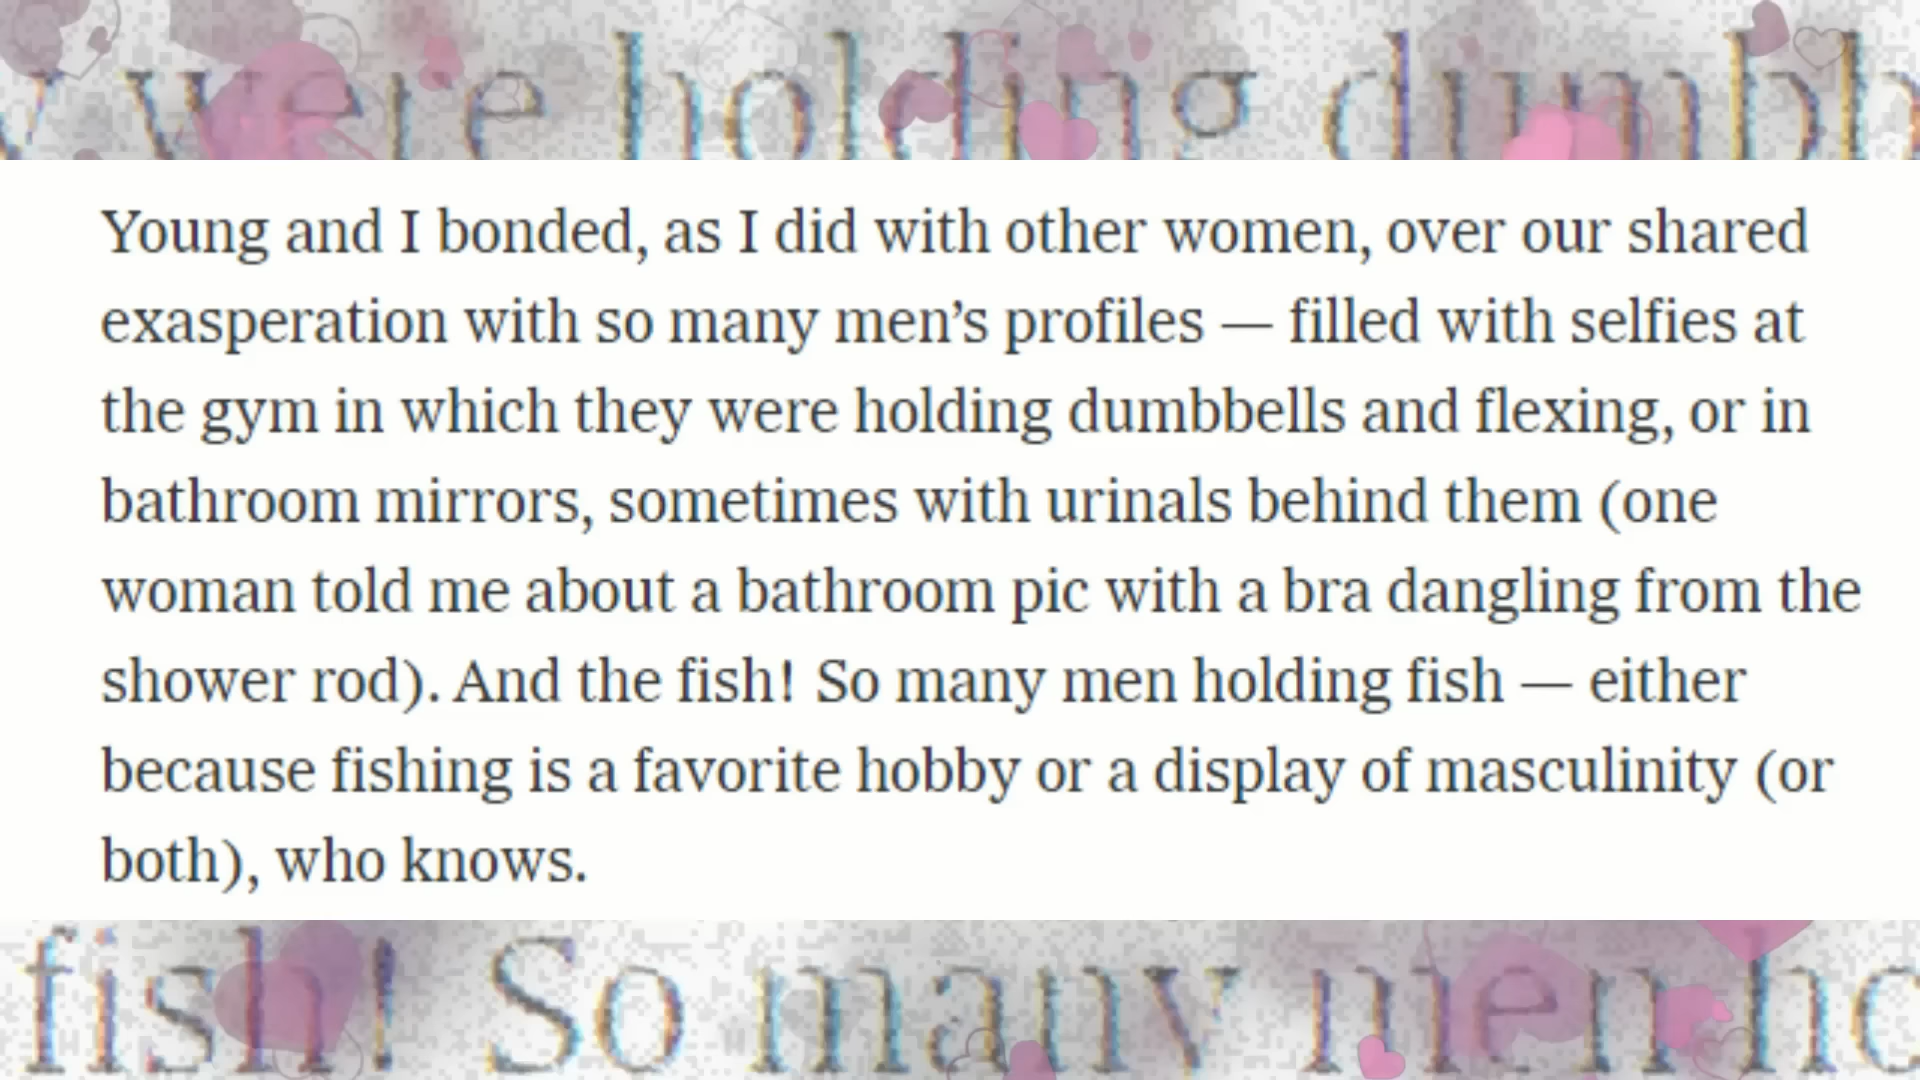 y were holding dumbb
Young and I bonded, as I did with other women, over our shared
exasperation with so many men’s profiles — filled with selfies at
the gym in which they were holding dumbbells and flexing, or in
bathroom mirrors, sometimes with urinals behind them (one
woman told me about a bathroom pic with a bra dangling from the
shower rod). And the fish! So many men holding fish — either
because fishing is a favorite hobby or a display of masculinity (or
both), who knows.
fish! So many men ho